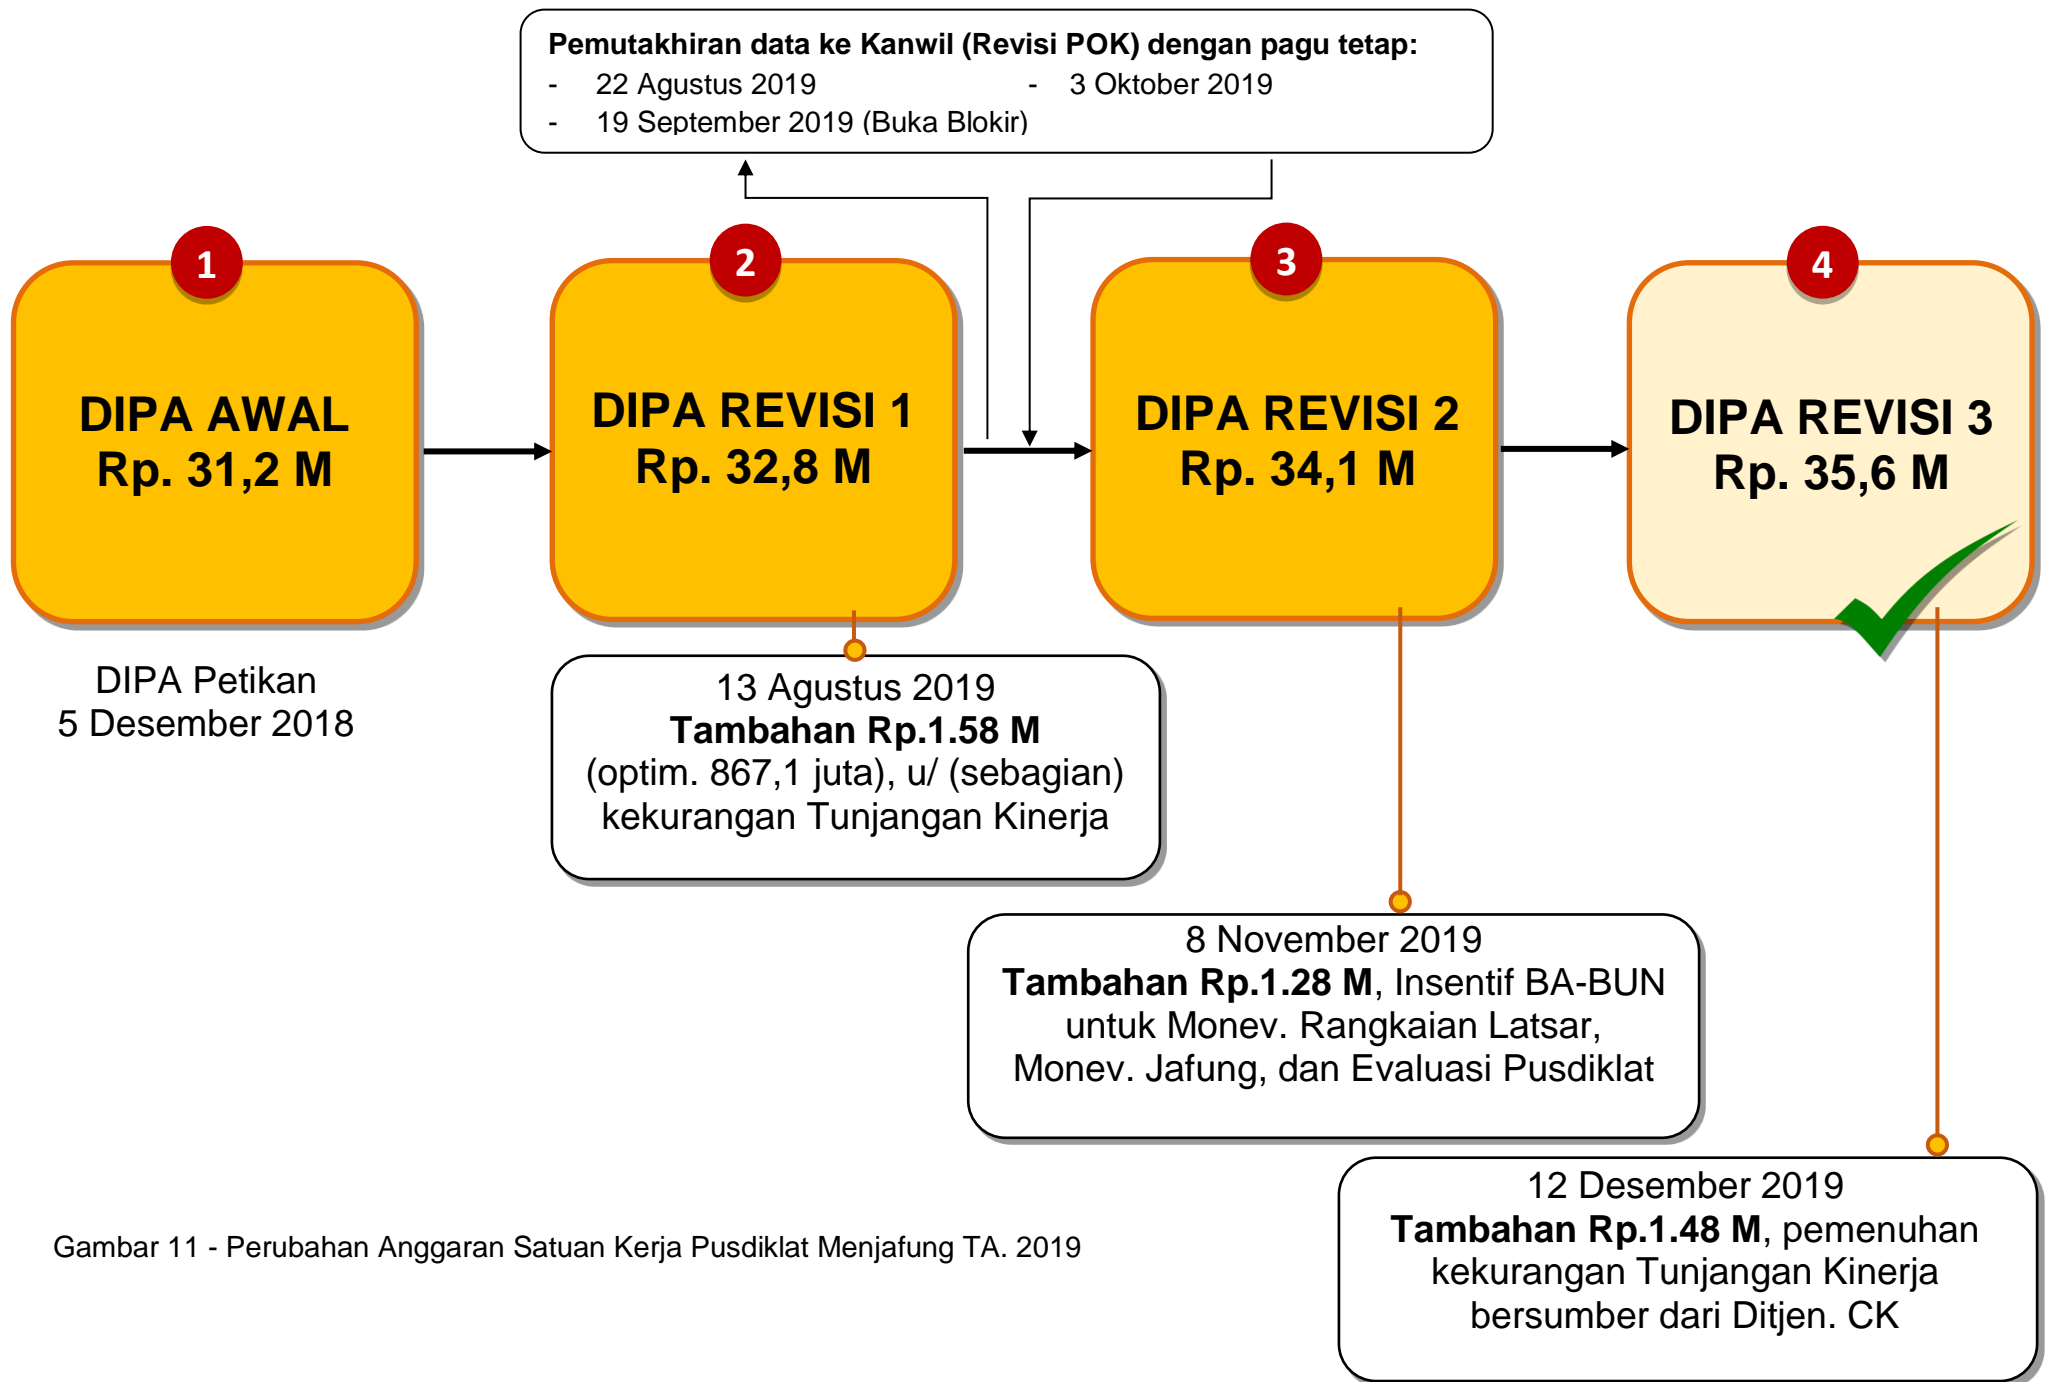 Pemutakhiran data ke Kanwil (Revisi POK) dengan pagu tetap:
- 22 Agustus 2019 - 3 Oktober 2019
- 19 September 2019 (Buka Blokir)
1
DIPA AWAL
Rp. 31,2 M
DIPA Petikan
5 Desember 2018
2
DIPA REVISI 1
Rp. 32,8 M
13 Agustus 2019
Tambahan Rp.1.58 M
(optim. 867,1 juta), u/ (sebagian)
kekurangan Tunjangan Kinerja
3
DIPA REVISI 2
Rp. 34,1 M
8 November 2019
Tambahan Rp.1.28 M, Insentif BA-BUN
untuk Monev. Rangkaian Latsar,
Monev. Jafung, dan Evaluasi Pusdiklat
4
DIPA REVISI 3
Rp. 35,6 M
12 Desember 2019
Tambahan Rp.1.48 M, pemenuhan
kekurangan Tunjangan Kinerja
bersumber dari Ditjen. CK
Gambar 11 - Perubahan Anggaran Satuan Kerja Pusdiklat Menjafung TA. 2019